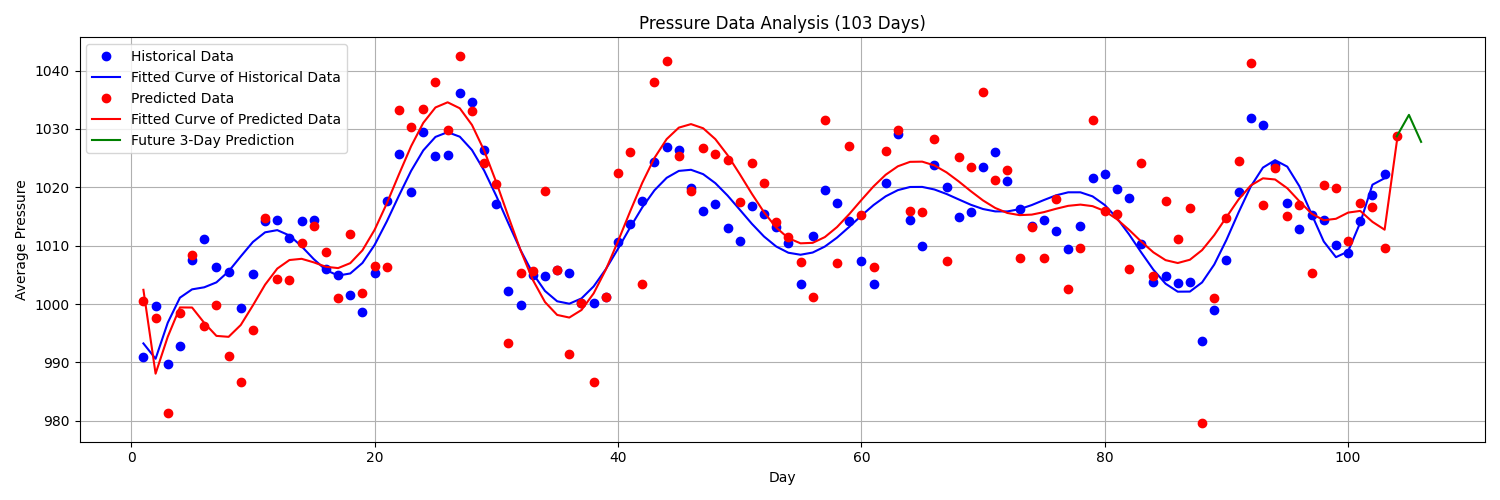 Pressure Data Analysis (103 Days)
Historical Data
Fitted Curve of Historical Data
Predicted Data
Fitted Curve of Predicted Data
Future 3-Day Prediction
Average Pressure
1040
1030
1020
1010
1000
990
980
0 20 40 60 80 100
Day